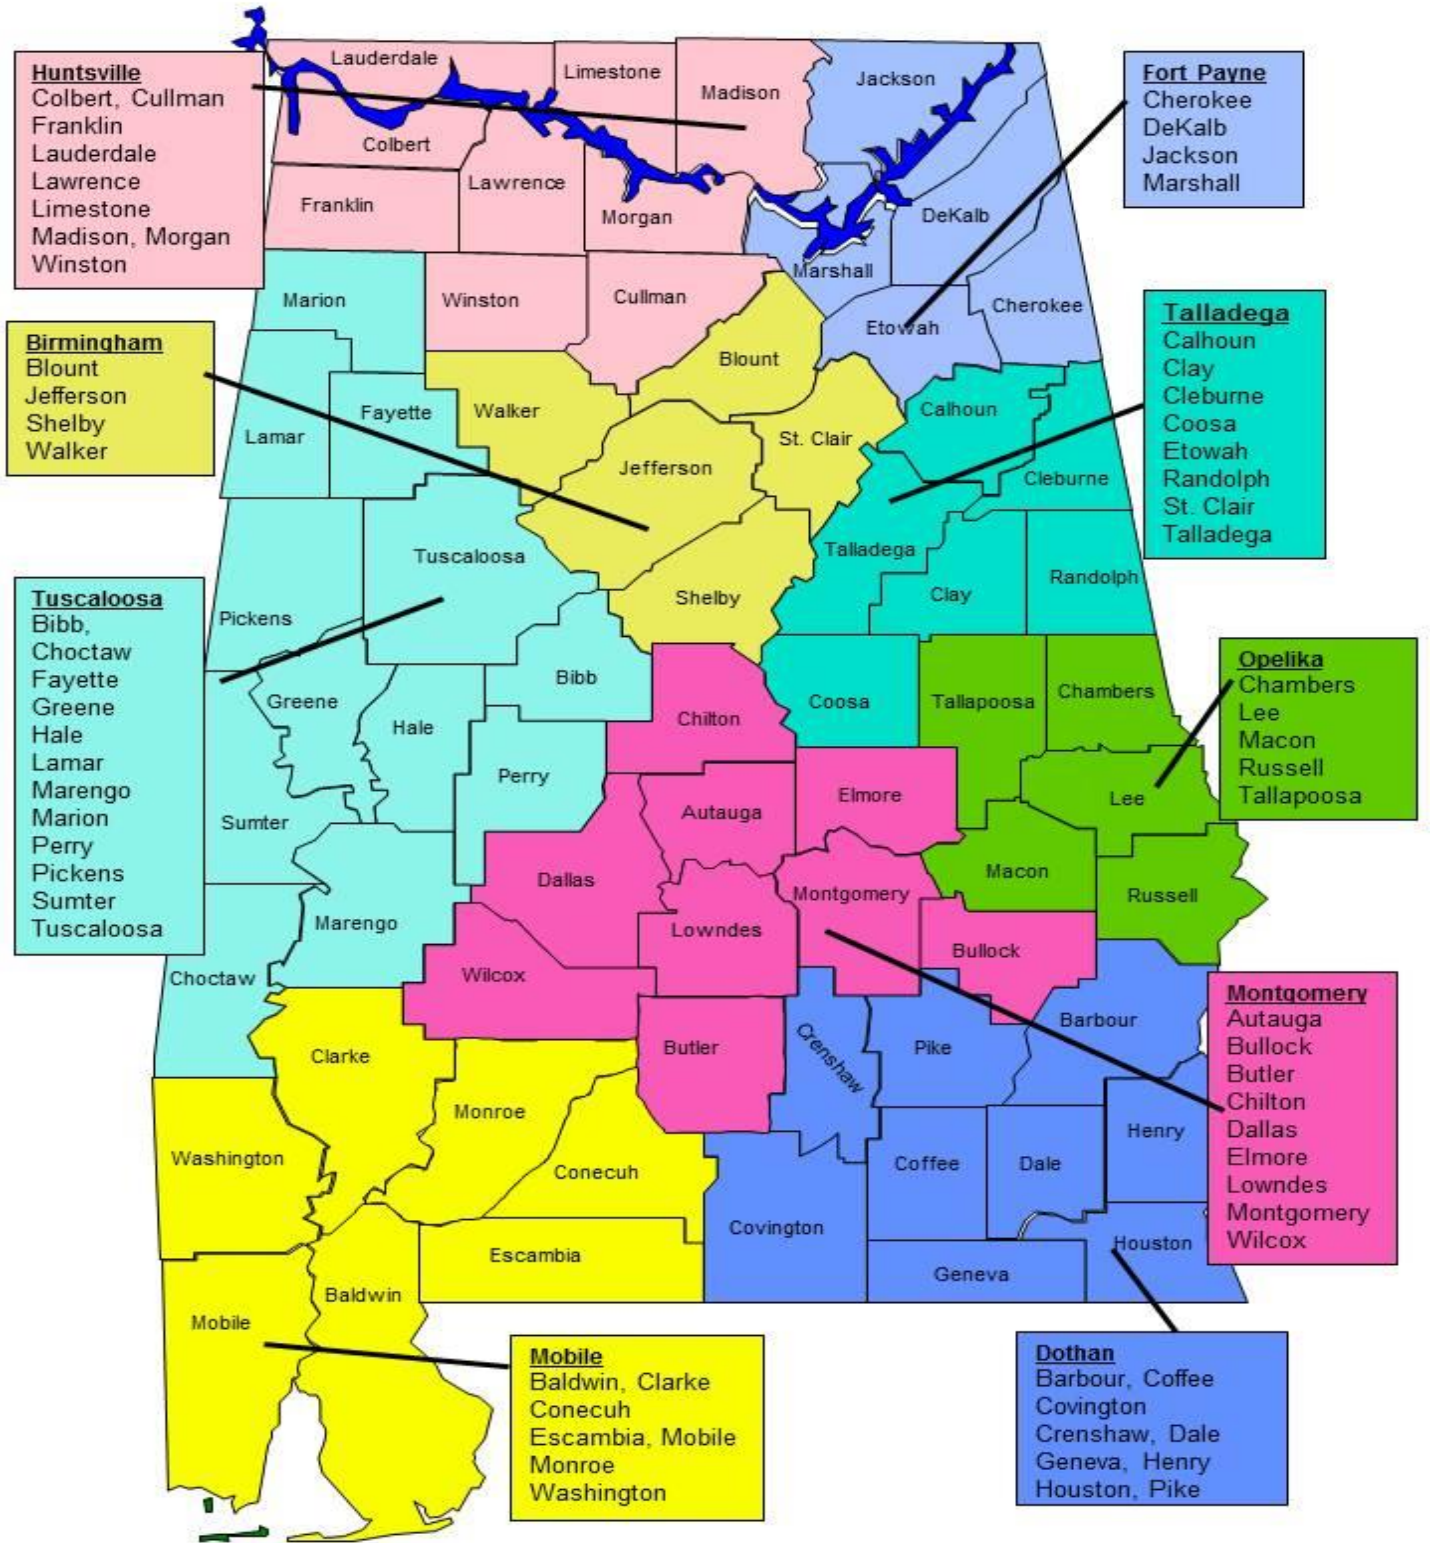 Huntsville
Colbert, Cullman
Franklin
Lauderdale
Lawrence
Limestone
Madison, Morgan
Winston
Birmingham
Blount
Jefferson
Shelby
Walker
Tuscaloosa
Bibb,
Choctaw
Fayette
Greene
Hale
Lamar
Marengo
Marion
Perry
Pickens
Sumter
Tuscaloosa
Fort Payne
Cherokee
DeKalb
Jackson
Marshall
Talladega
Calhoun
Clay
Cleburne
Coosa
Etowah
Randolph
St. Clair
Talladega
Opelika
Chambers
Lee
Macon
Russell
Tallapoosa
Montgomery
Autauga
Bullock
Butler
Chilton
Dallas
Elmore
Lowndes
Montgomery
Wilcox
Mobile
Baldwin, Clarke
Conecuh
Escambia, Mobile
Monroe
Washington
Dothan
Barbour, Coffee
Covington
Crenshaw, Dale
Geneva, Henry
Houston, Pike
Lauderdale
Limestone
Madison
Jackson
Colbert
Lawrence
Franklin
Morgan
DeKalb
Marshall
Marion
Winston
Cullman
Cherokee
Etowah
Blount
Walker
Fayette
Lamar
Calhoun
St. Clair
Jefferson
Cleburne
Tuscaloosa
Talladega
Randolph
Clay
Shelby
Pickens
Bibb
Greene
Hale
Chilton
Coosa
Tallapoosa
Chambers
Perry
Elmore
Lee
Autauga
Sumter
Macon
Dallas
Montgomery
Russell
Marengo
Lowndes
Bullock
Choctaw
Wilcox
Barbour
Clarke
Butler
Crenshaw
Pike
Monroe
Henry
Washington
Conecuh
Coffee
Dale
Covington
Houston
Escambia
Geneva
Baldwin
Mobile